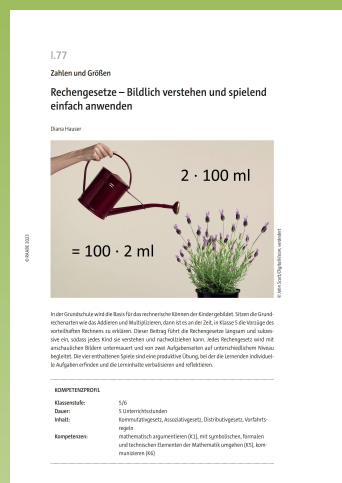 I.77
Zahlen und Größen
Rechengesetze – Bildlich verstehen und spielend
einfach anwenden
Diana Hauser
2 · 100 ml
= 100 · 2 ml
© RAABE 2023
© John Scott/Digital Vision, verändert
In der Grundschule wird die Basis für das rechnerische Können der Kinder gebildet. Sitzen die Grund-
rechenarten wie das Addieren und Multiplizieren, dann ist es an der Zeit, in Klasse 5 die Vorzüge des
vorteilhaften Rechnens zu erklären. Dieser Beitrag führt die Rechengesetze langsam und sukzes-
sive ein, sodass jedes Kind sie verstehen und nachvollziehen kann. Jedes Rechengesetz wird mit
anschaulichen Bildern untermauert und von zwei Aufgabenseiten auf unterschiedlichem Niveau
begleitet. Die vier enthaltenen Spiele sind eine produktive Übung, bei der die Lernenden individuel-
le Aufgaben erfinden und die Lerninhalte verbalisieren und reflektieren.
KOMPETENZPROFIL
Klassenstufe: 5/6
Dauer: 5 Unterrichtsstunden
Inhalt: Kommutativgesetz, Assoziativgesetz, Distributivgesetz, Vorfahrts-
regeln
Kompetenzen: mathematisch argumentieren (K1), mit symbolischen, formalen
und technischen Elementen der Mathematik umgehen (K5), kom-
munizieren (K6)